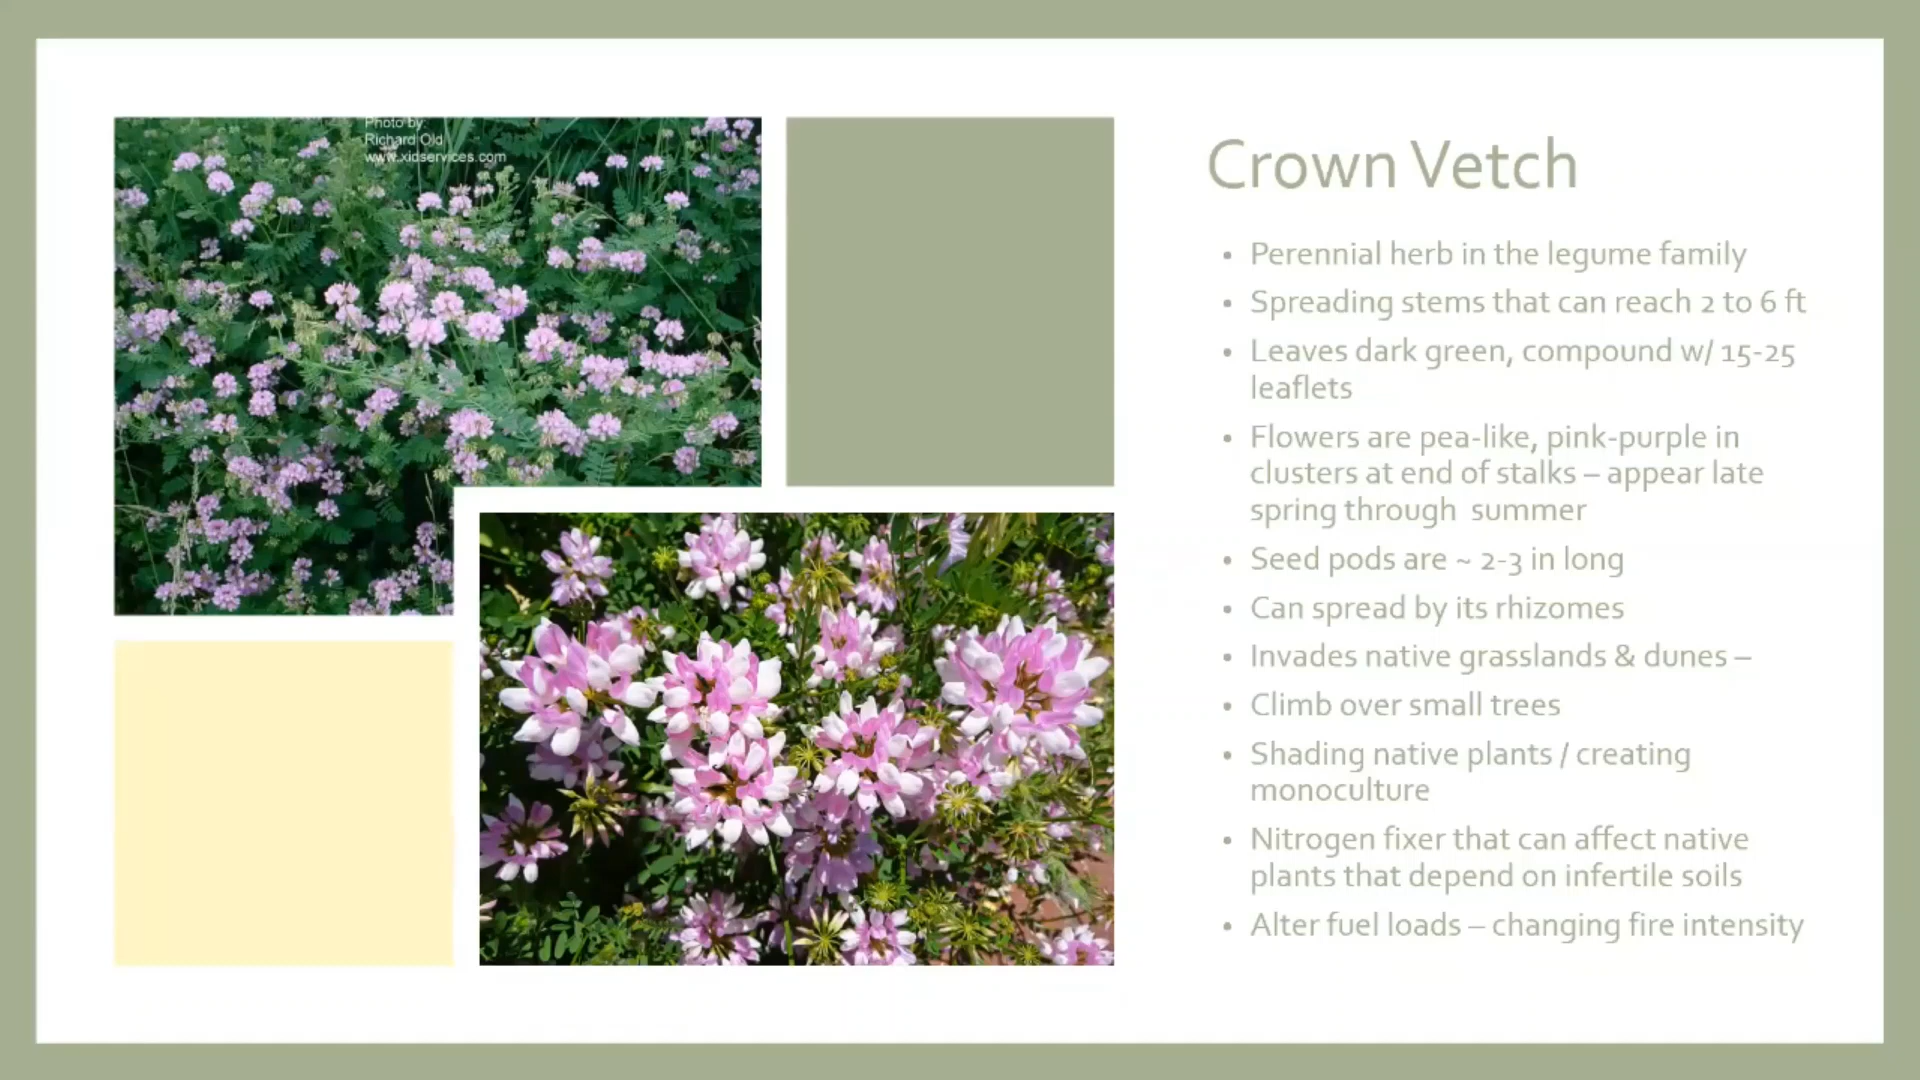 Photo by:
Richard Old
www.xidservices.com
Crown Vetch
• Perennial herb in the legume family
• Spreading stems that can reach 2 to 6 ft
• Leaves dark green, compound w/ 15-25
leaflets
• Flowers are pea-like, pink-purple in
clusters at end of stalks – appear late
spring through  summer
• Seed pods are ~ 2-3 in long
• Can spread by its rhizomes
• Invades native grasslands & dunes –
• Climb over small trees
• Shading native plants / creating
monoculture
• Nitrogen fixer that can affect native
plants that depend on infertile soils
• Alter fuel loads – changing fire intensity